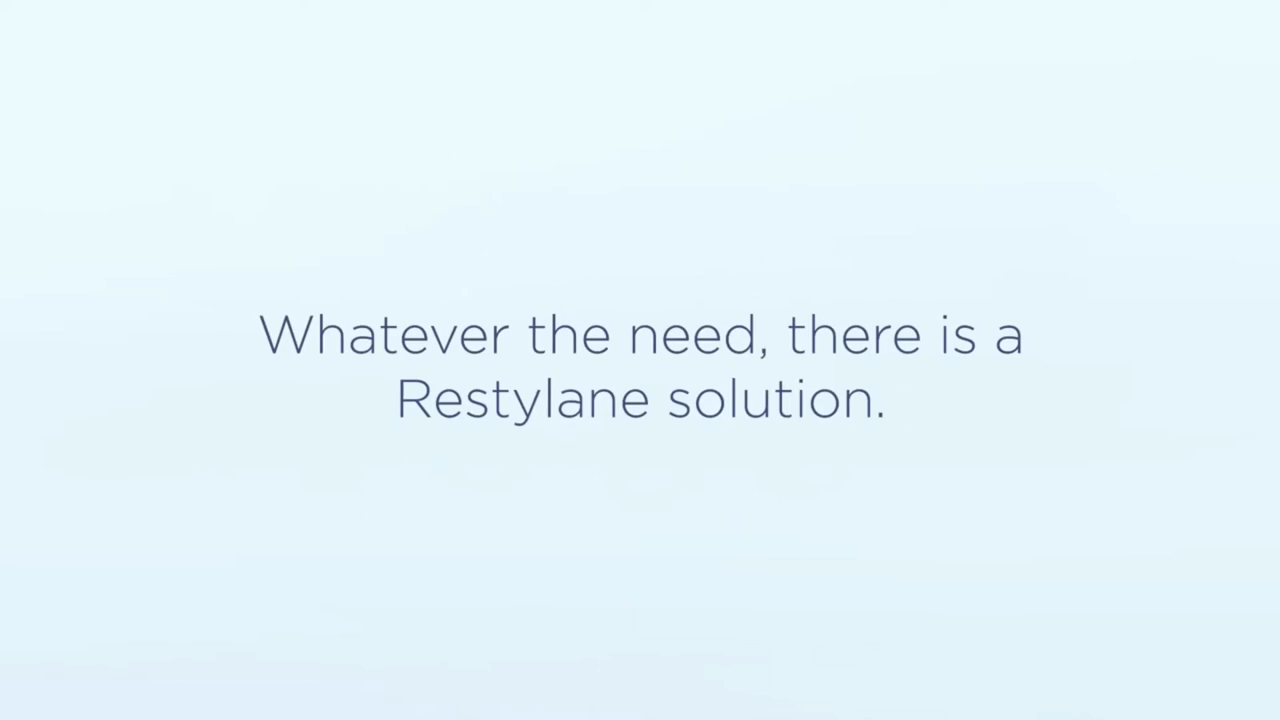 Whatever the need, there is a
Restylane solution.